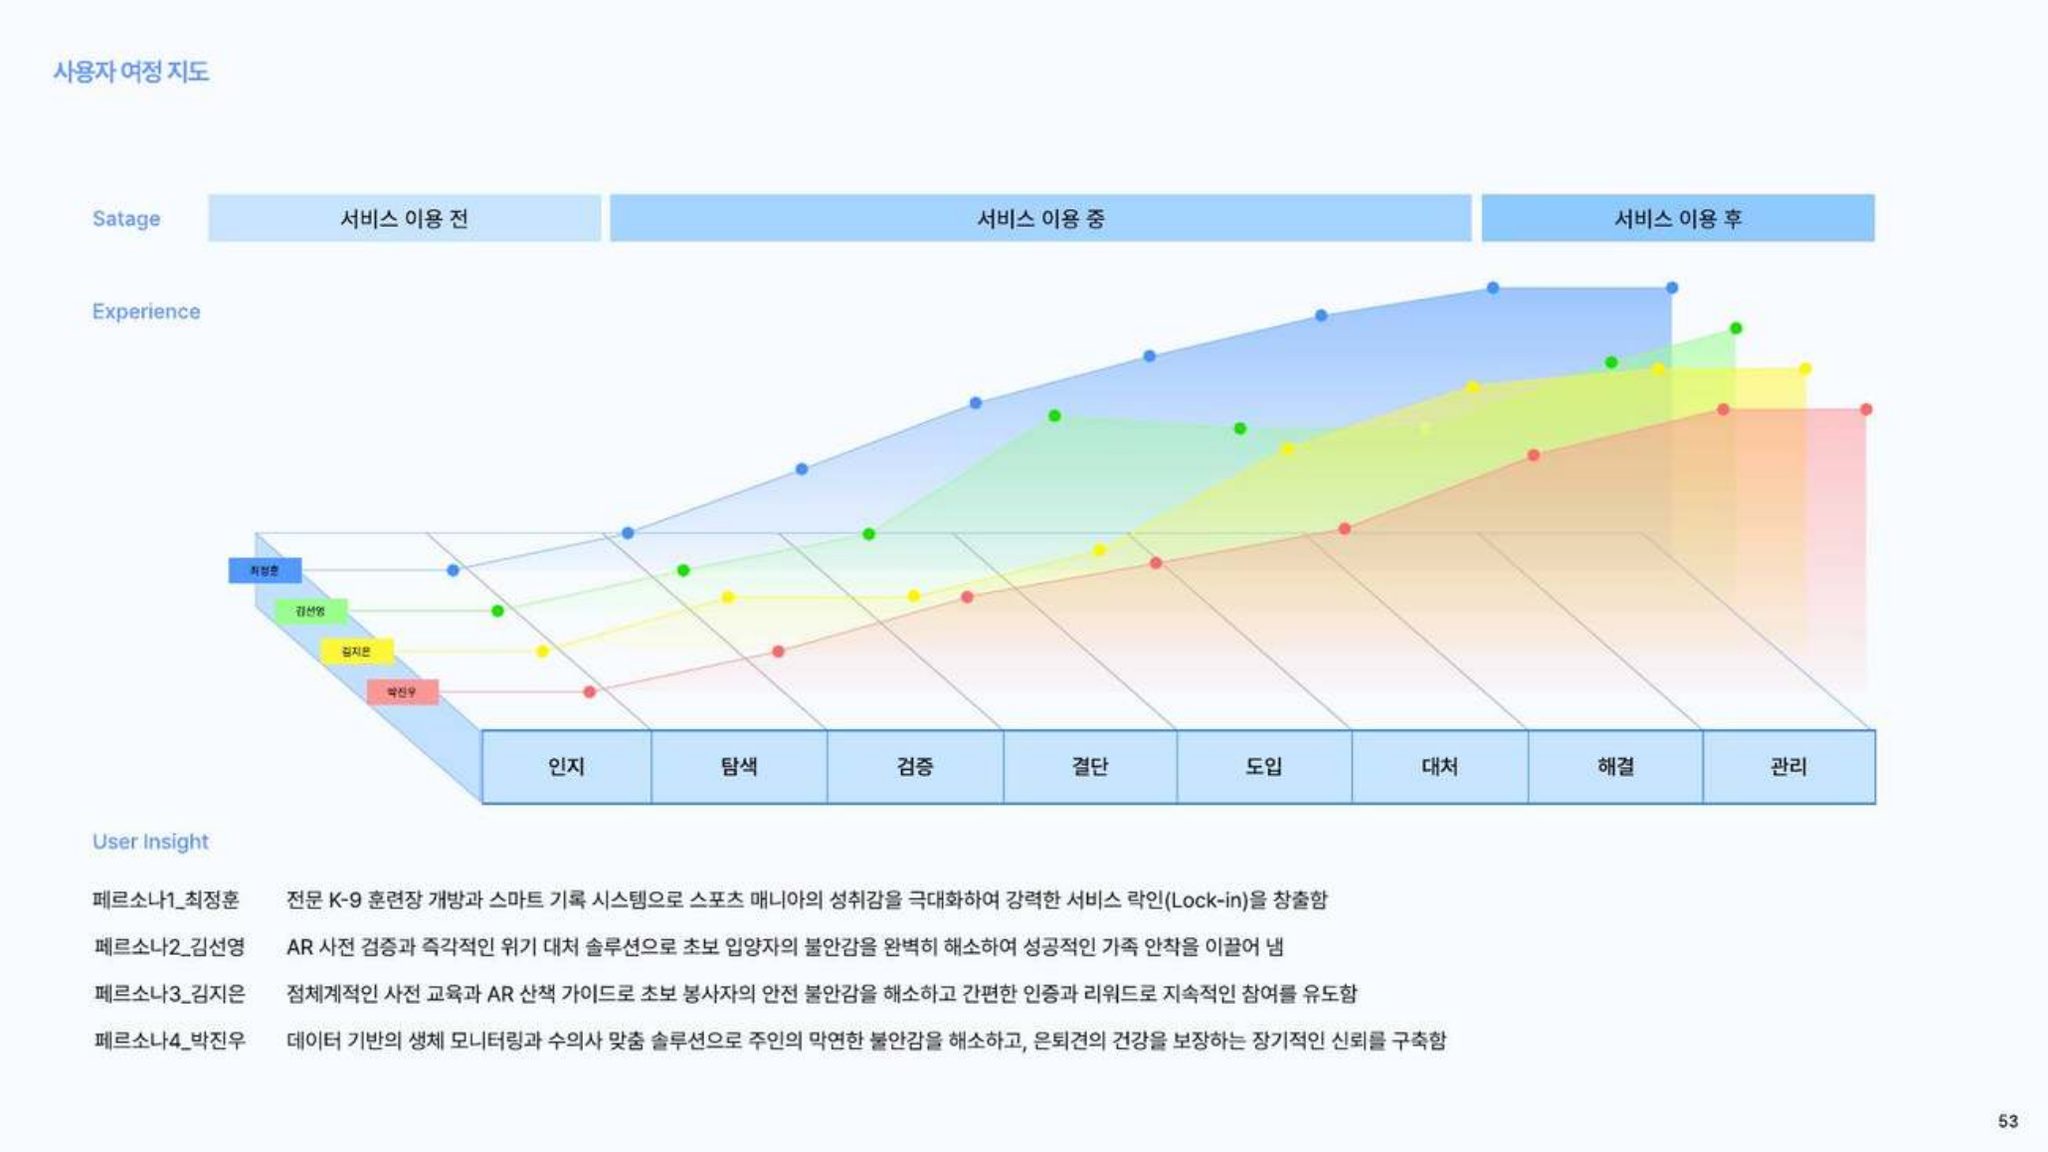 사용자 여정 지도
Satage
서비스 이용 전
서비스 이용 중
서비스 이용 후
Experience
최정훈
김선영
김지은
박진우
인지
탐색
검증
결단
도입
대처
해결
관리
User Insight
페르소나1_최정훈 전문 K-9 훈련장 개방과 스마트 기록 시스템으로 스포츠 매니아의 성취감을 극대화하여 강력한 서비스 락인(Lock-in)을 창출함
페르소나2_김선영 AR 사전 검증과 즉각적인 위기 대처 솔루션으로 초보 입양자의 불안감을 완벽히 해소하여 성공적인 가족 안착을 이끌어 냄
페르소나3_김지은 점체계적인 사전 교육과 AR 산책 가이드로 초보 봉사자의 안전 불안감을 해소하고 간편한 인증과 리워드로 지속적인 참여를 유도함
페르소나4_박진우 데이터 기반의 생체 모니터링과 수의사 맞춤 솔루션으로 주인의 막연한 불안감을 해소하고, 은퇴견의 건강을 보장하는 장기적인 신뢰를 구축함
53